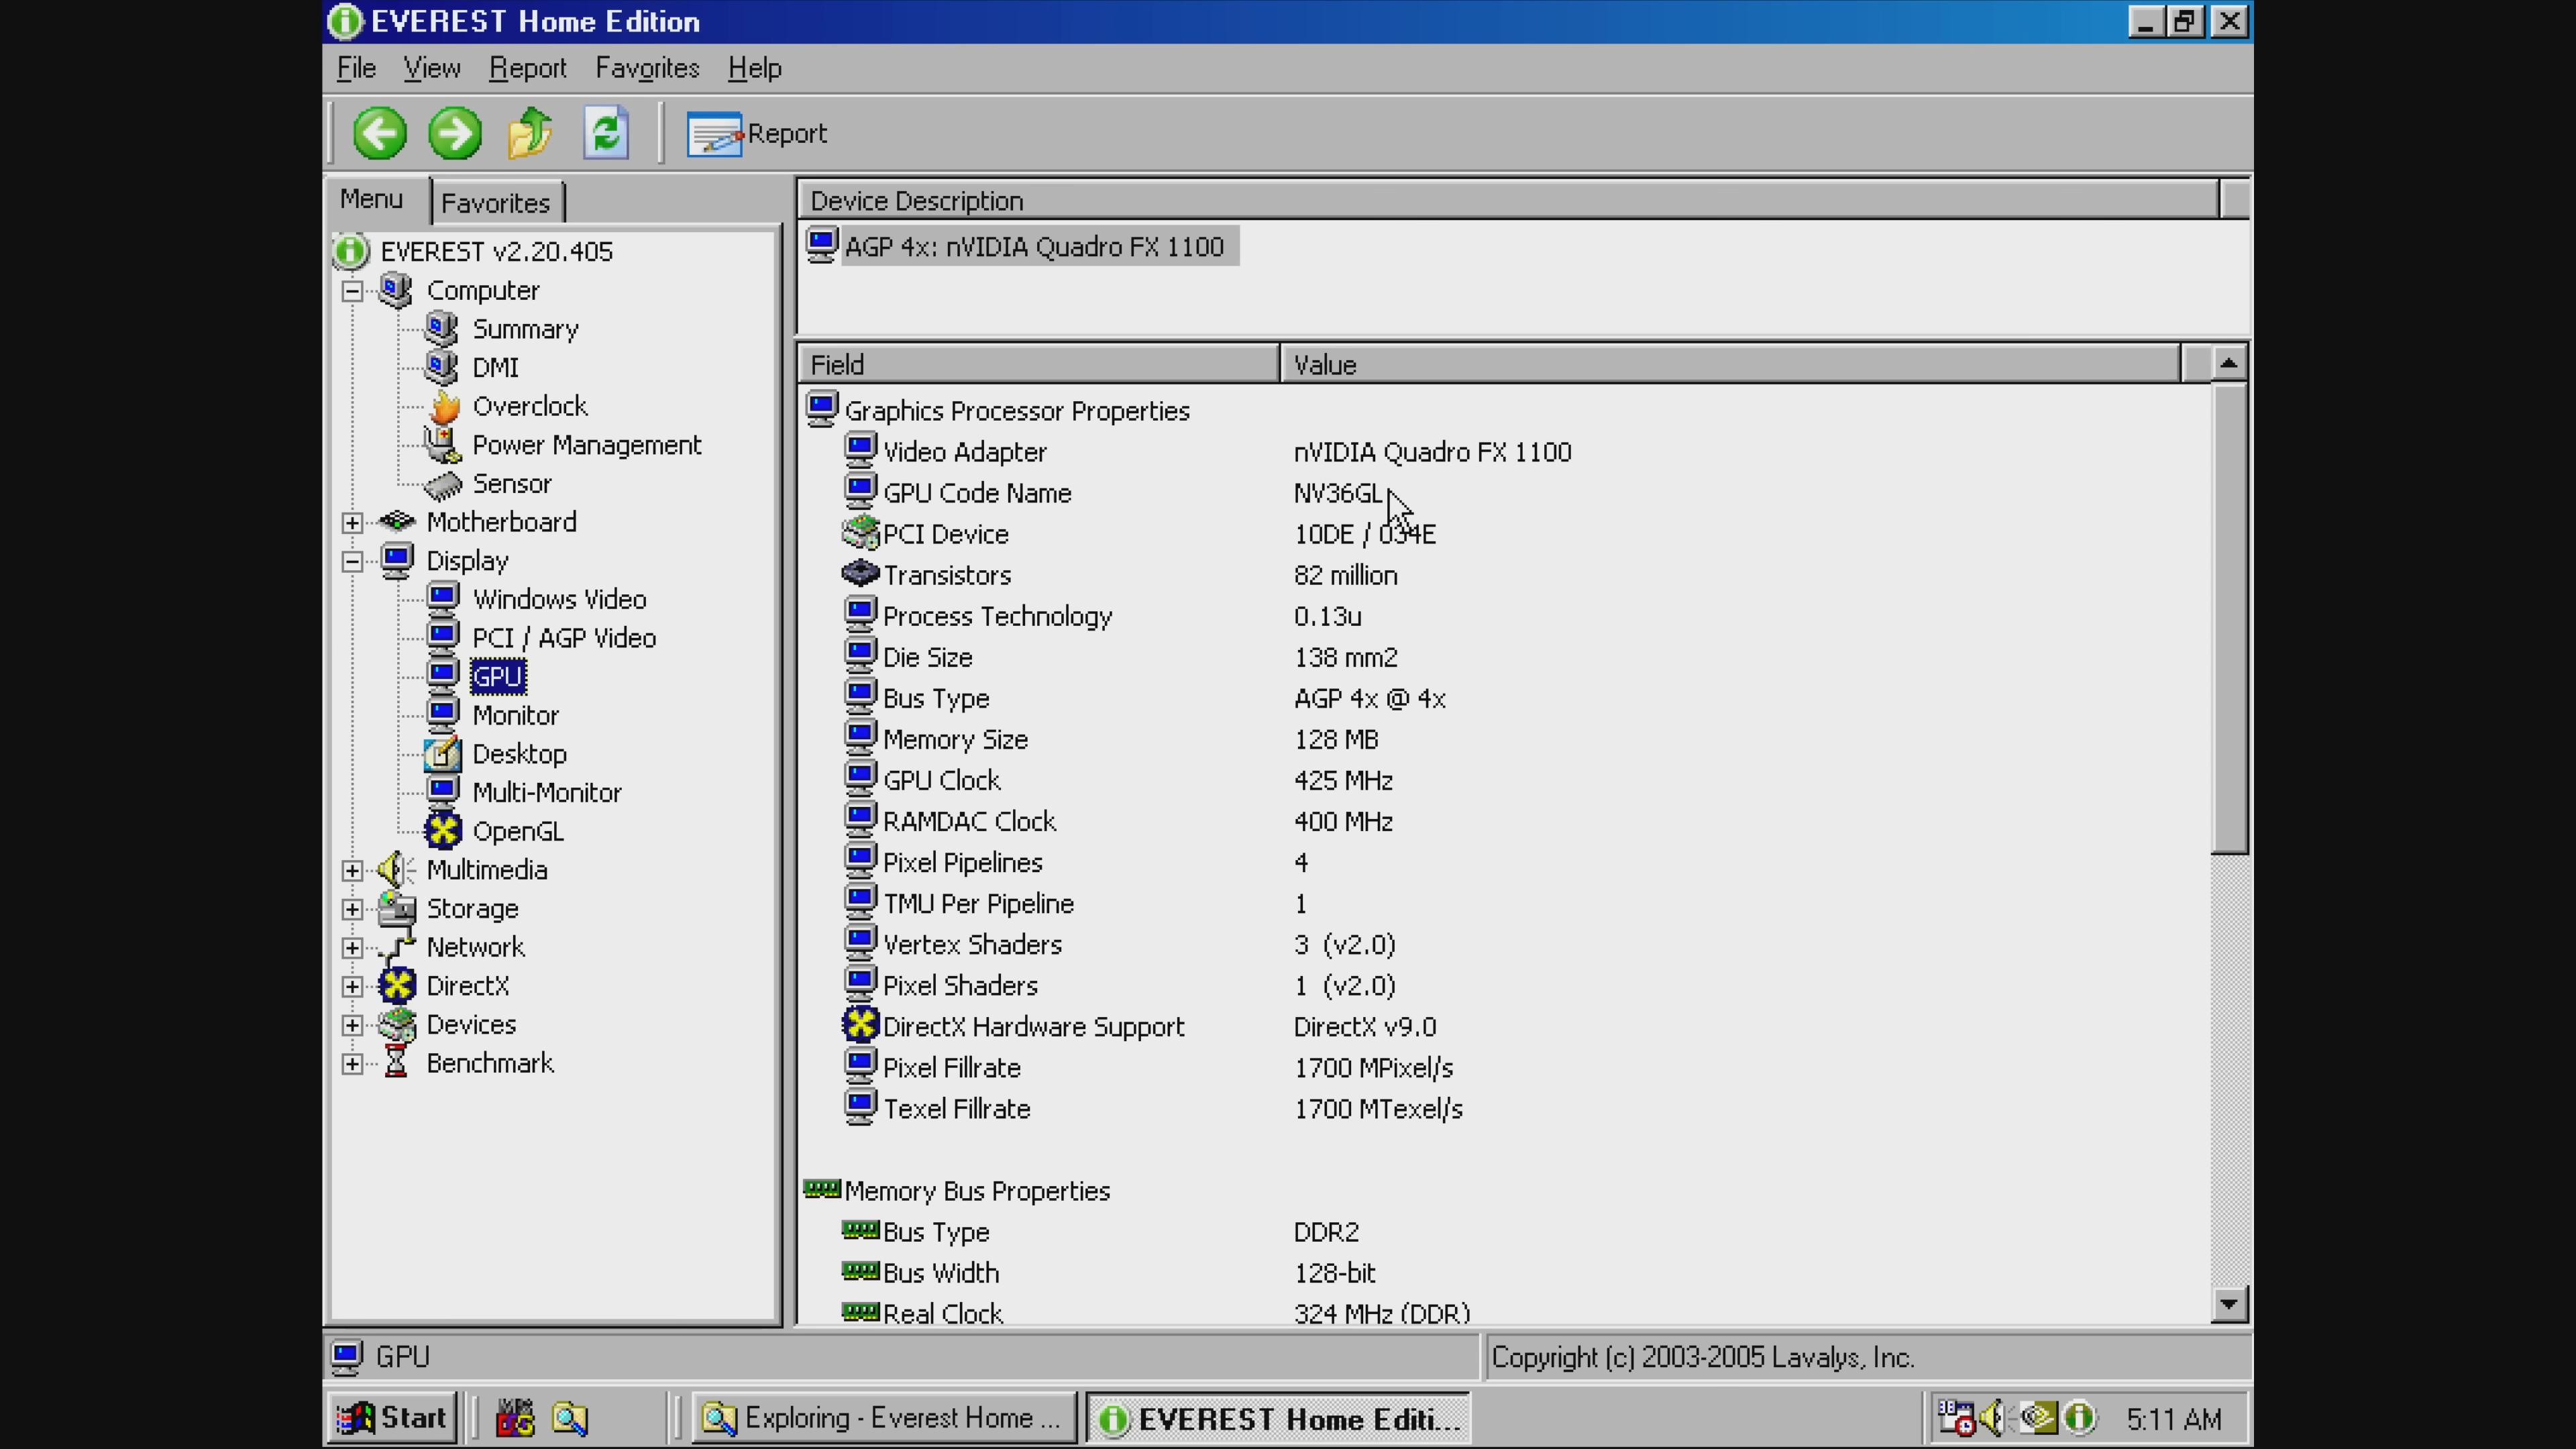 EVEREST Home Edition
File View Report Favorites Help
Report
Menu Favorites
EVEREST v2.20.405
Computer
Summary
DMI
Overclock
Power Management
Sensor
Motherboard
Display
Windows Video
PCI / AGP Video
GPU
Monitor
Desktop
Multi-Monitor
OpenGL
Multimedia
Storage
Network
DirectX
Devices
Benchmark
Device Description
AGP 4x: nVIDIA Quadro FX 1100
Field Value
Graphics Processor Properties
Video Adapter nVIDIA Quadro FX 1100
GPU Code Name NV36GL
PCI Device 10DE / 034E
Transistors 82 million
Process Technology 0.13u
Die Size 138 mm2
Bus Type AGP 4x @ 4x
Memory Size 128 MB
GPU Clock 425 MHz
RAMDAC Clock 400 MHz
Pixel Pipelines 4
TMU Per Pipeline 1
Vertex Shaders 3 (v2.0)
Pixel Shaders 1 (v2.0)
DirectX Hardware Support DirectX v9.0
Pixel Fillrate 1700 MPixel/s
Texel Fillrate 1700 MTexel/s
Memory Bus Properties
Bus Type DDR2
Bus Width 128-bit
Real Clock 324 MHz (DDR)
GPU Copyright (c) 2003-2005 Lavalys, Inc.
Start Exploring - Everest Home ... EVEREST Home Editi... 5:11 AM